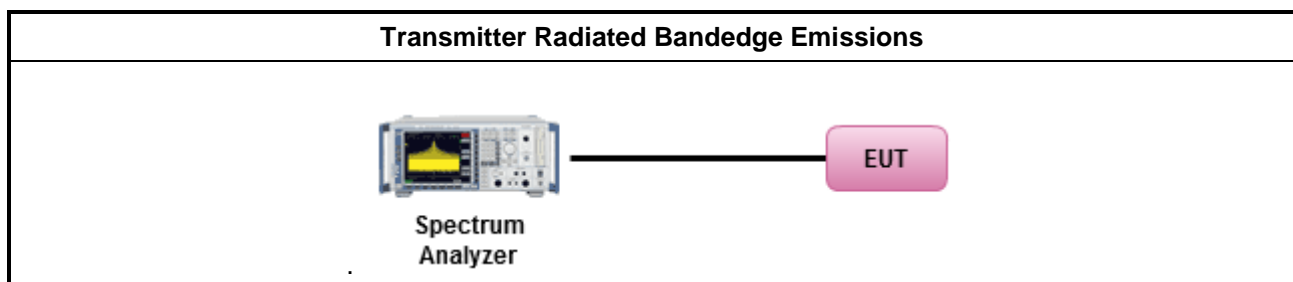 Transmitter Radiated Bandedge Emissions
EUT
Spectrum
Analyzer
.